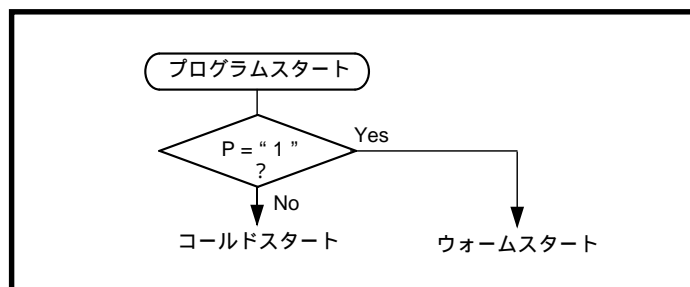 プログラムスタート
P = “ 1 ”
?
Yes
No
コールドスタート
ウォームスタート